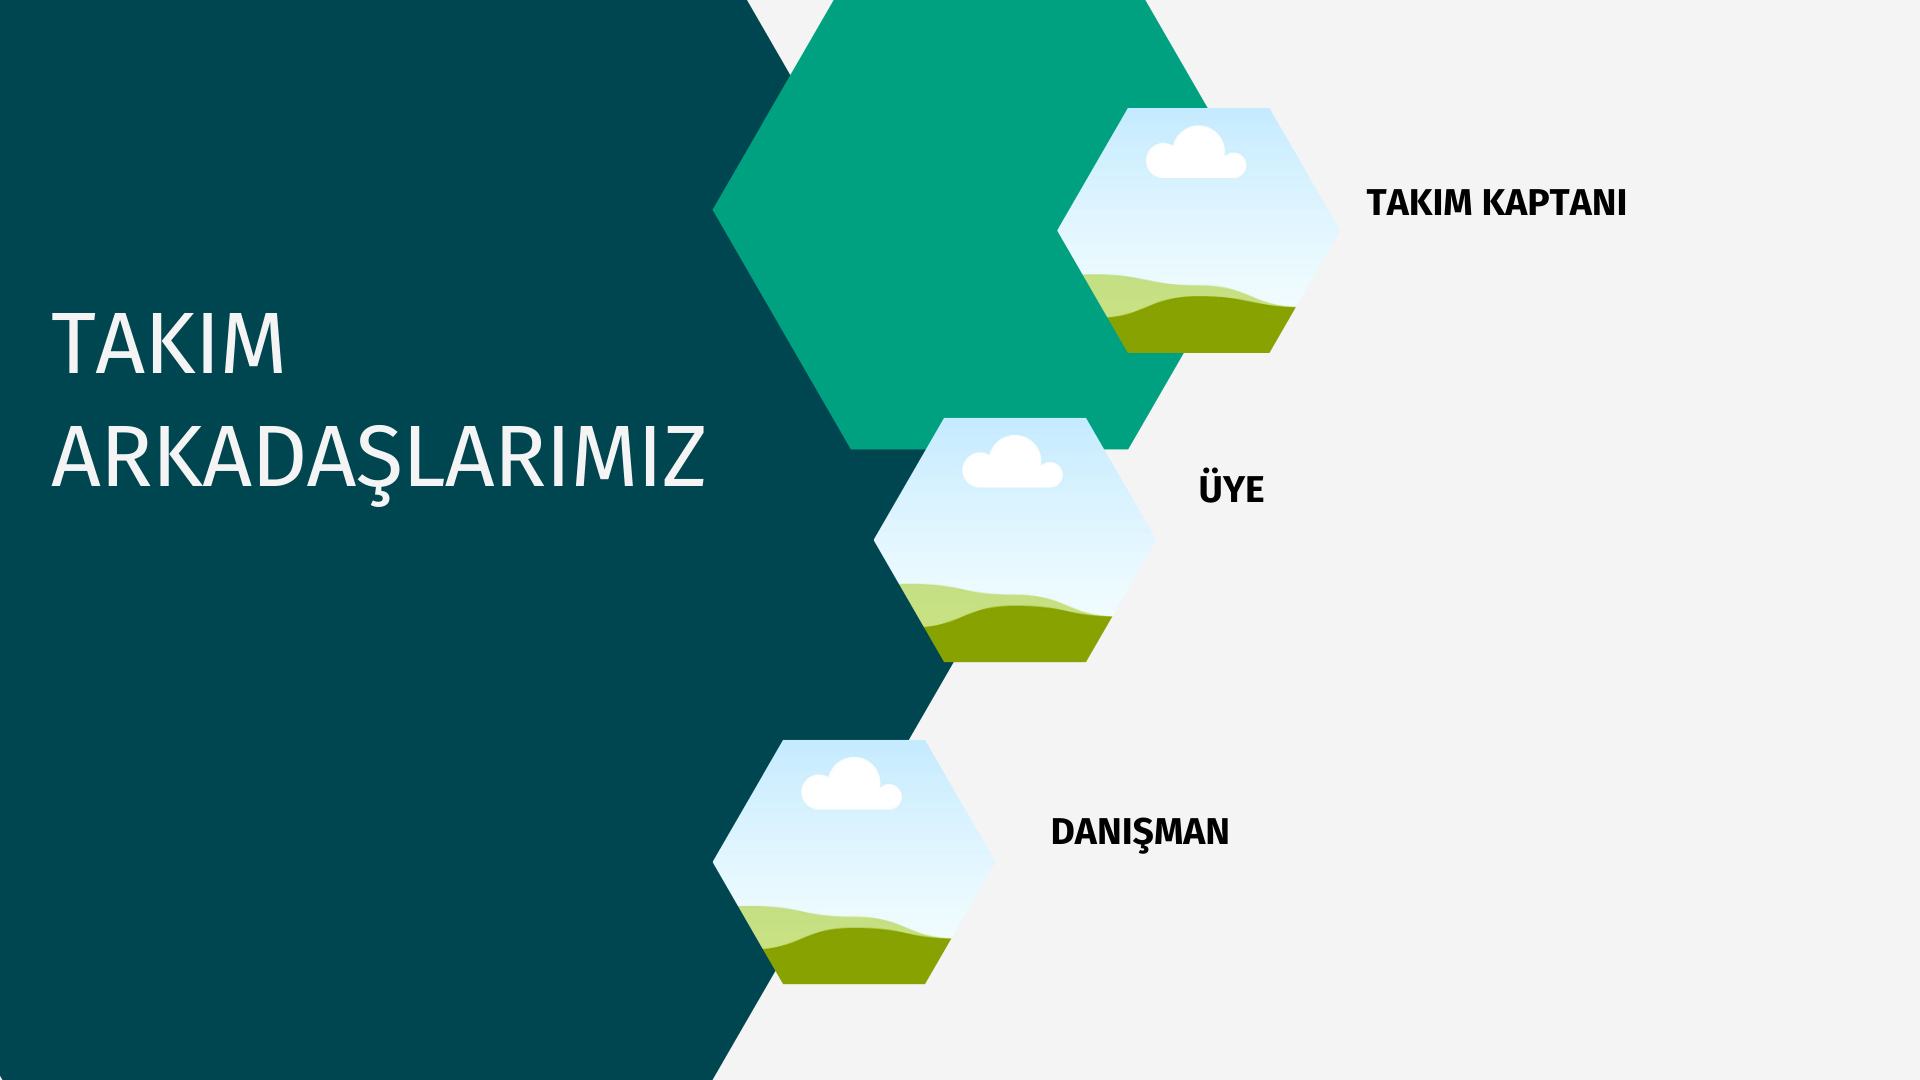 TAKIM
ARKADAŞLARIMIZ
TAKIM KAPTANI
ÜYE
DANIŞMAN